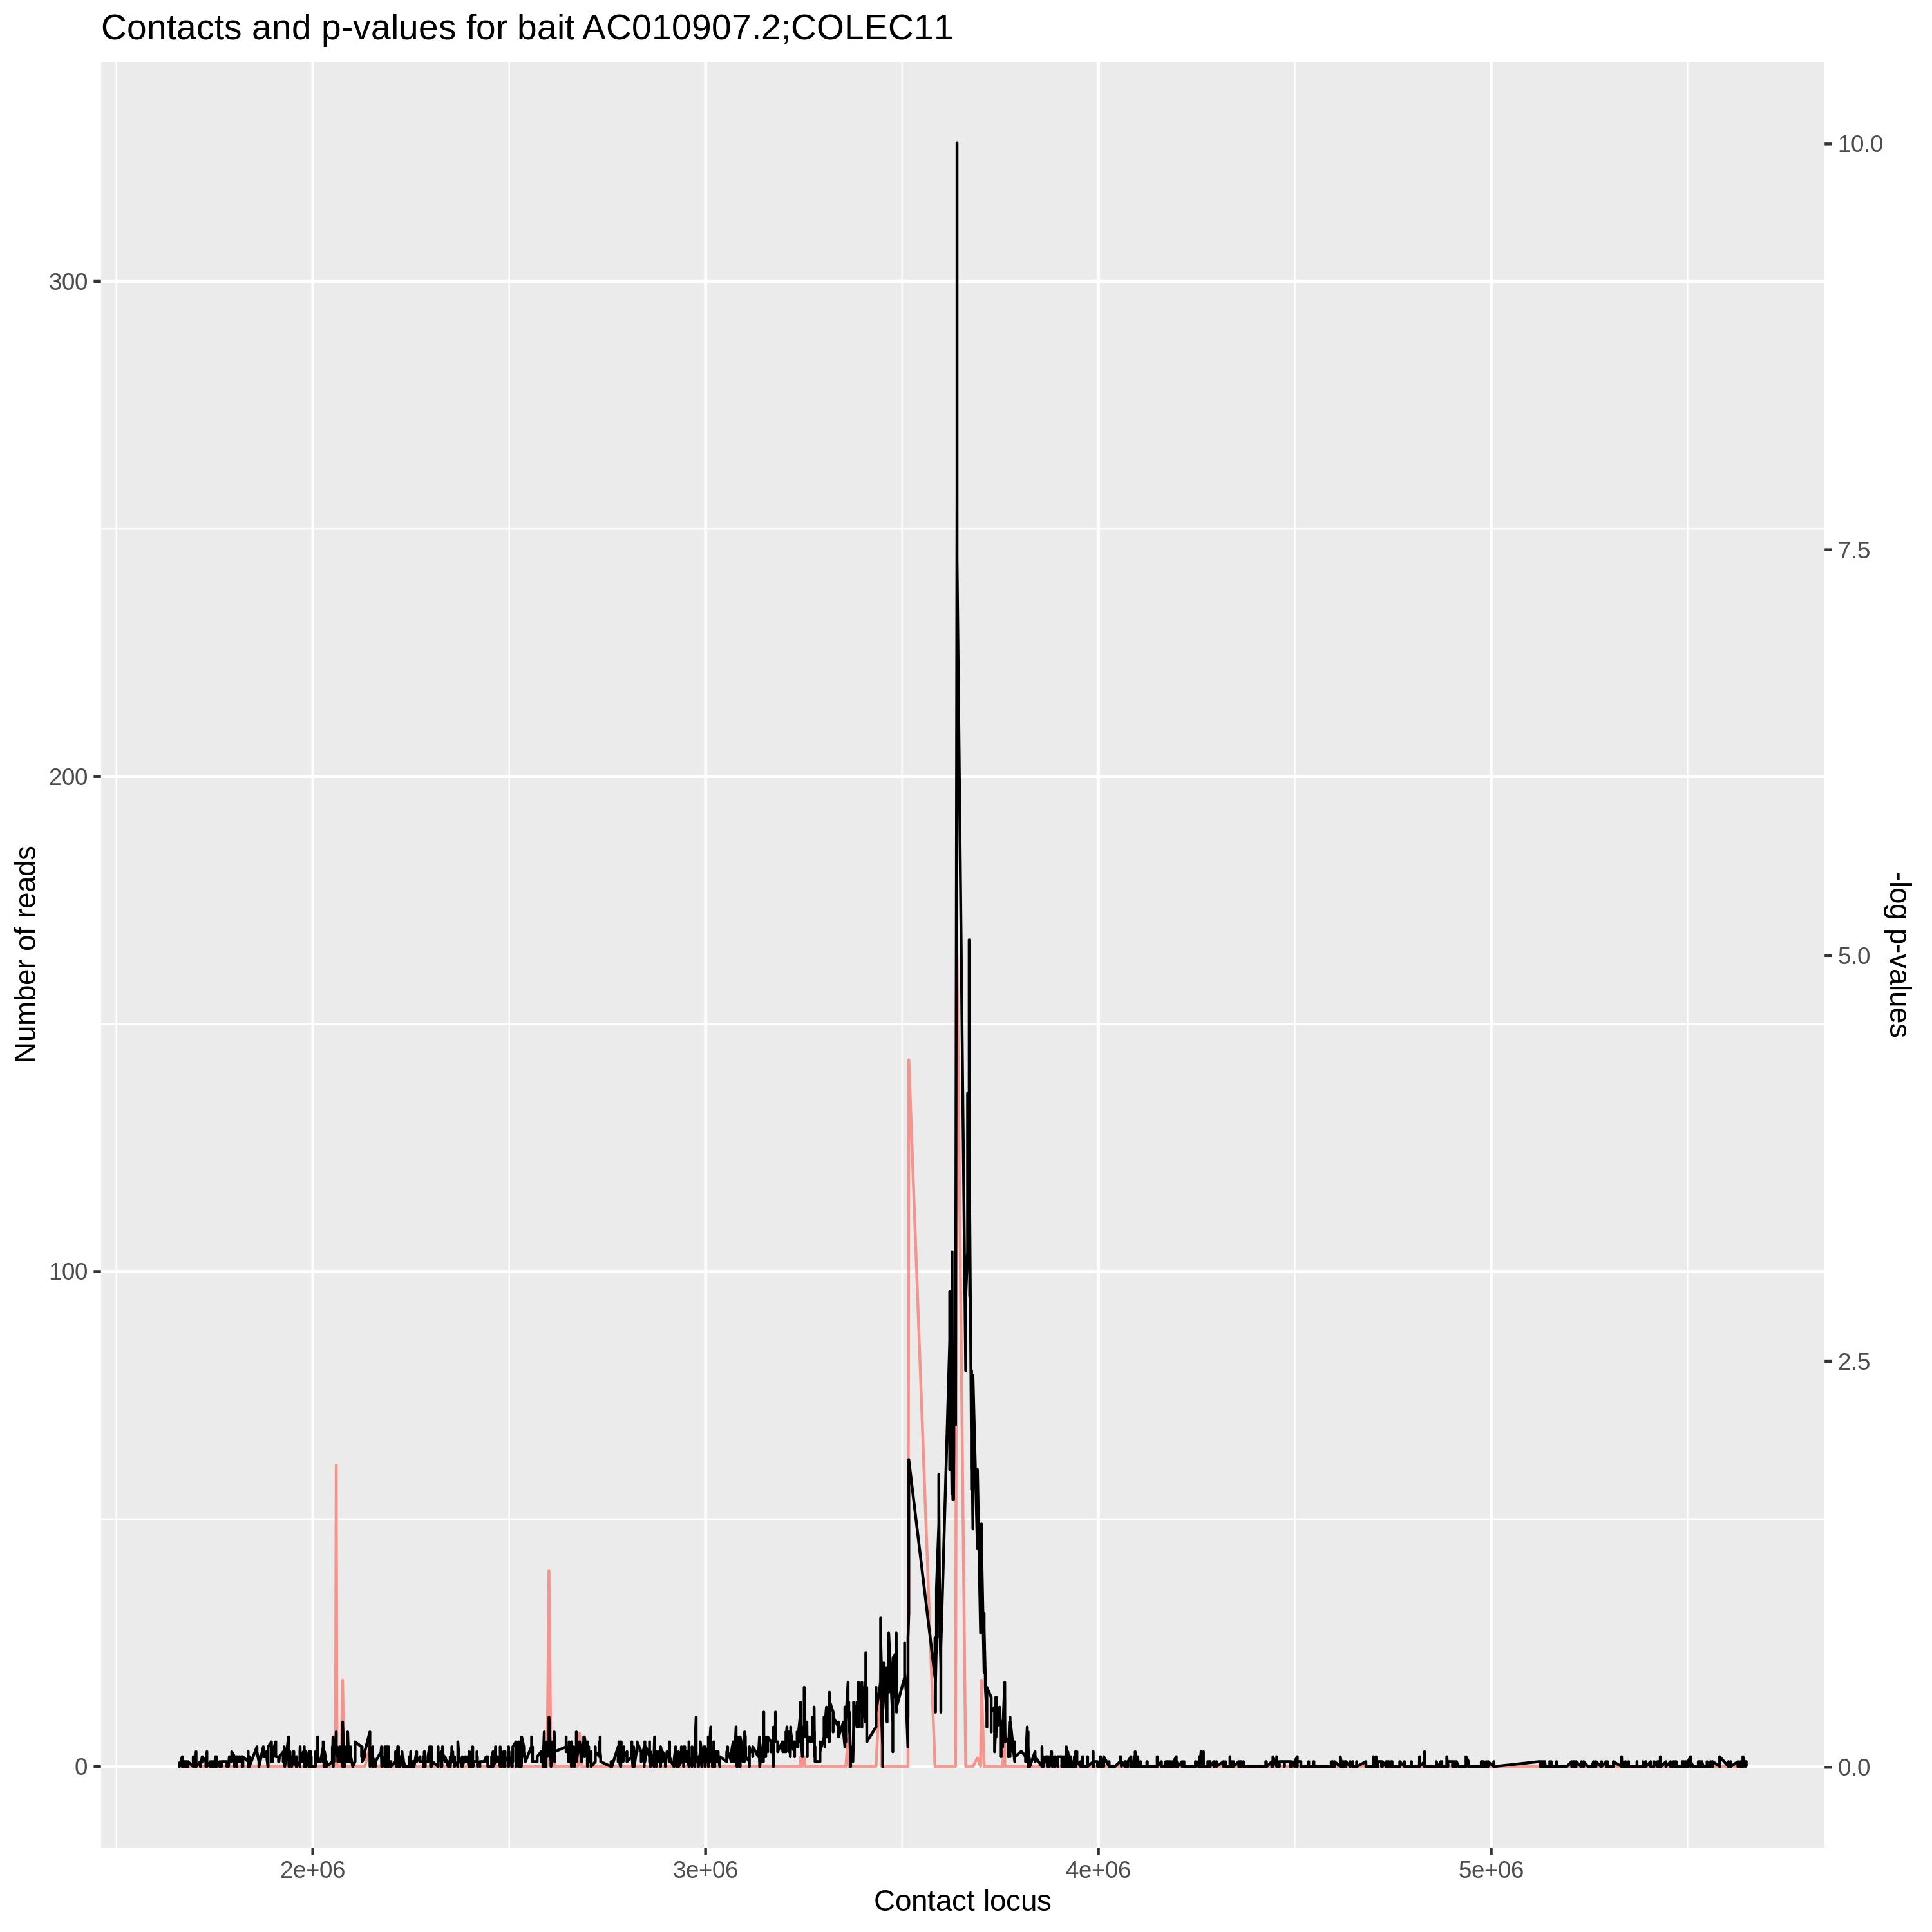 Contacts and p-values for bait AC010907.2;COLEC11
Number of reads
300
200
100
0
10.0
7.5
5.0
2.5
0.0
-log p-values
2e+06
3e+06
4e+06
5e+06
Contact locus